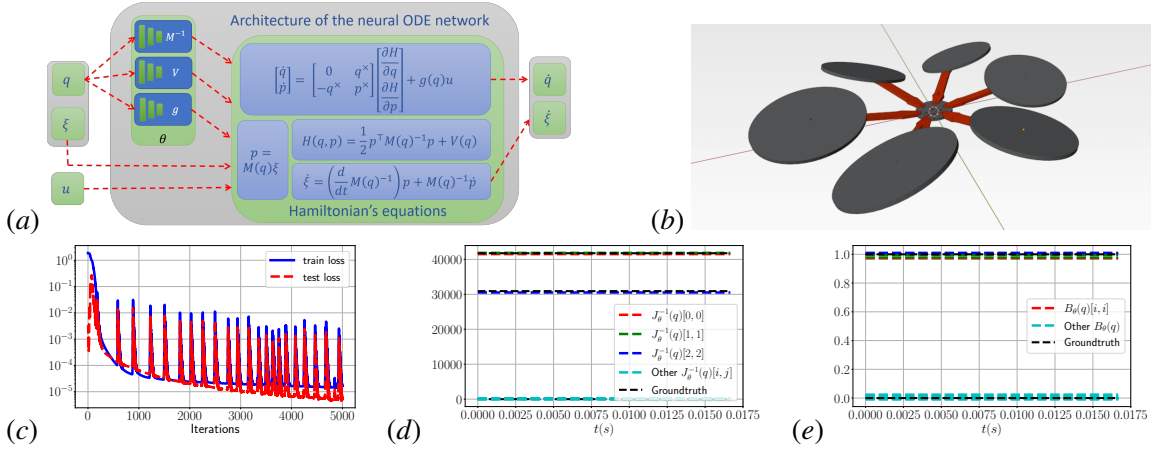 Architecture of the neural ODE network
q
ξ
u
M⁻¹
V
g
θ
[q̇ ṗ] = [0 q^× −q^× p^×] [∂H/∂q ∂H/∂p] + g(q)u
p =
M(q)ξ
H(q, p) = 1/2 p^⊤ M(q)⁻¹p + V(q)
ξ̇ = (d/dt M(q)⁻¹) p + M(q)⁻¹ṗ
Hamiltonian's equations
q̇
ξ̇
(a)
(b)
10⁰
10⁻¹
10⁻²
10⁻³
10⁻⁴
10⁻⁵
train loss
test loss
0 1000 2000 3000 4000 5000
Iterations
(c)
40000
30000
20000
10000
0
J_θ⁻¹(q)[0, 0]
J_θ⁻¹(q)[1, 1]
J_θ⁻¹(q)[2, 2]
Other J_θ⁻¹(q)[i, j]
Groundtruth
0.0000 0.0025 0.0050 0.0075 0.0100 0.0125 0.0150 0.0175
t(s)
(d)
1.0
0.8
0.6
0.4
0.2
0.0
B_θ(q)[i, i]
Other B_θ(q)
Groundtruth
0.0000 0.0025 0.0050 0.0075 0.0100 0.0125 0.0150 0.0175
t(s)
(e)